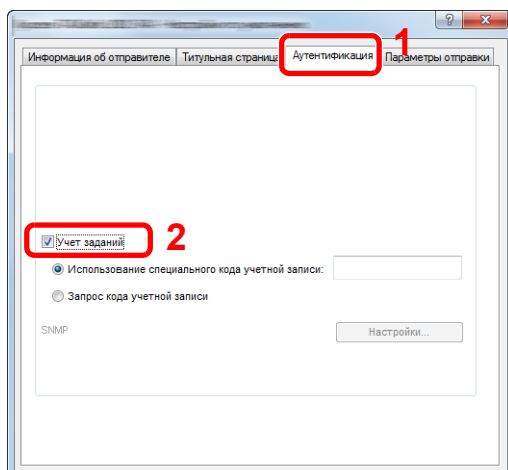 Информация об отправителе Титульная страница Аутентификация Параметры отправки
1
Учет заданий
2
Использование специального кода учетной записи:
Запрос кода учетной записи
SNMP Настройки...